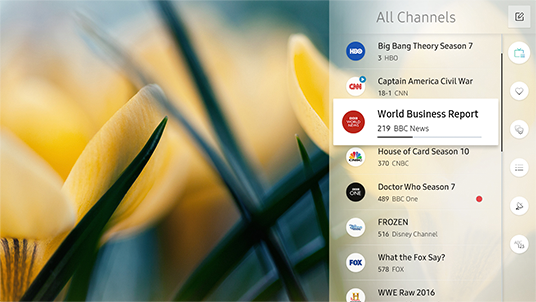 All Channels
HBO
Big Bang Theory Season 7
3 HBO
CNN
Captain America Civil War
18-1 CNN
BBC
WORLD
NEWS
World Business Report
219 BBC News
CNBC
House of Card Season 10
370 CNBC
BBC
ONE
Doctor Who Season 7
489 BBC One
FROZEN
516 Disney Channel
FOX
What the Fox Say?
578 FOX
WWE Raw 2016